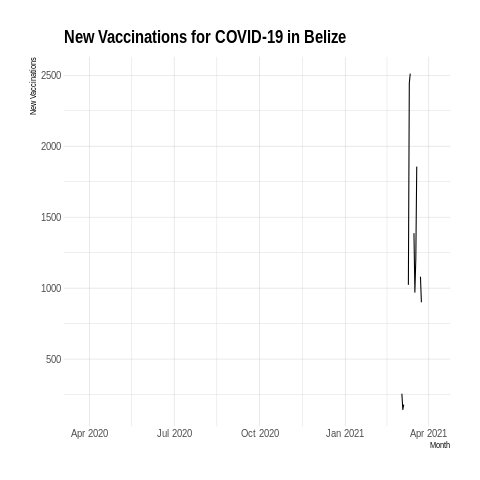 New Vaccinations for COVID-19 in Belize
New Vaccinations
2500
2000
1500
1000
500
Apr 2020 Jul 2020 Oct 2020 Jan 2021 Apr 2021
Month